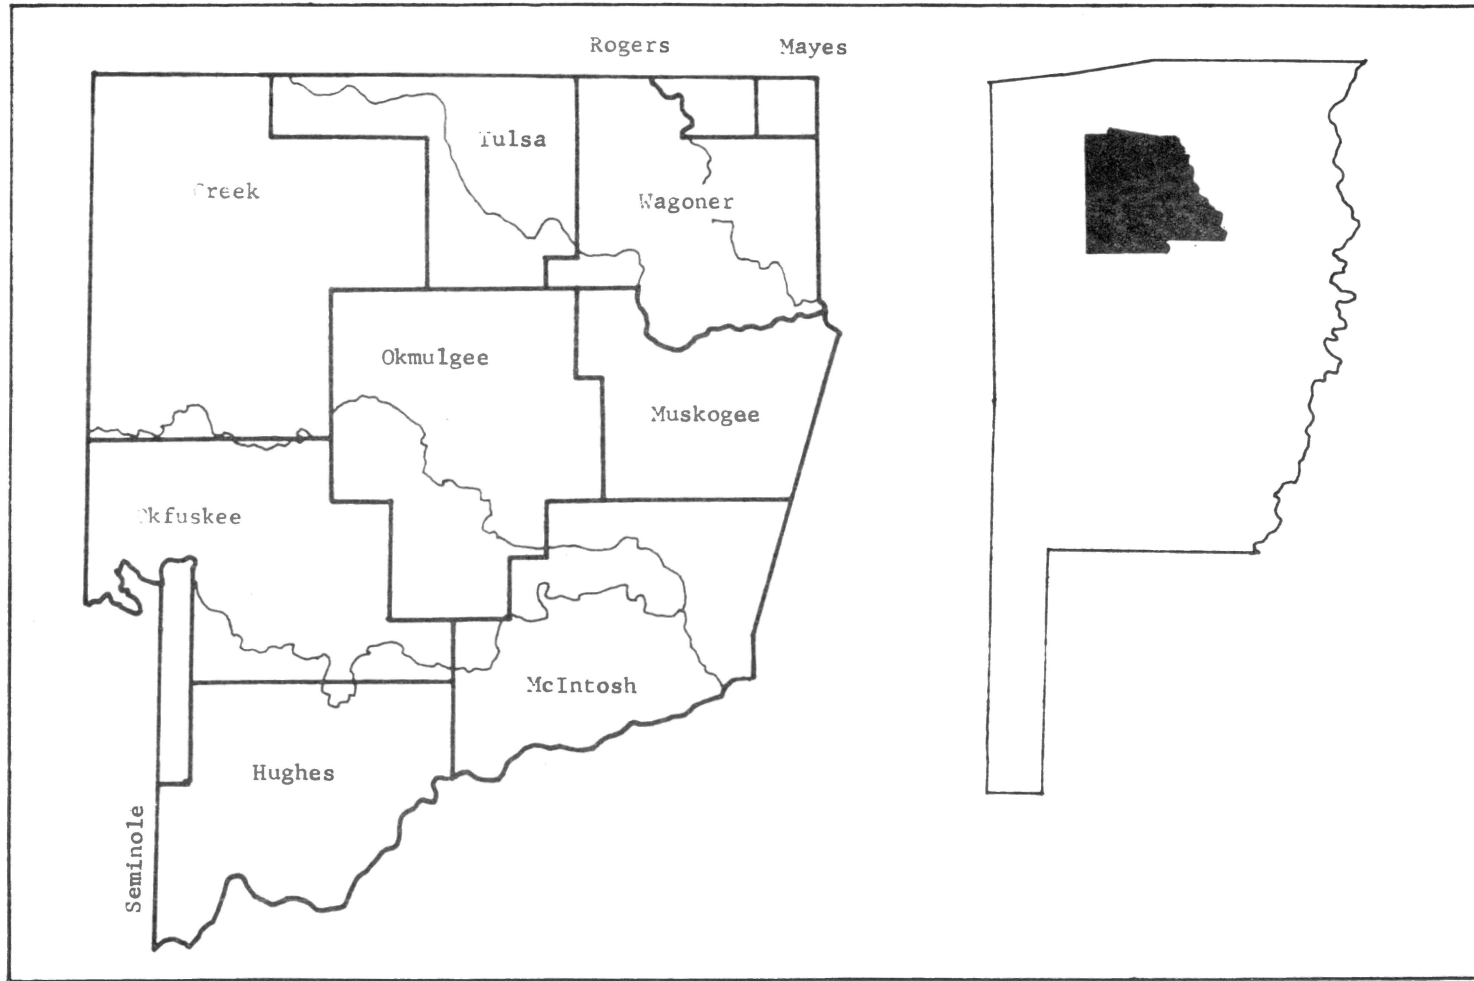 Rogers
Mayes
Tulsa
Creek
Wagoner
Okmulgee
Muskogee
Okfuskee
McIntosh
Hughes
Seminole